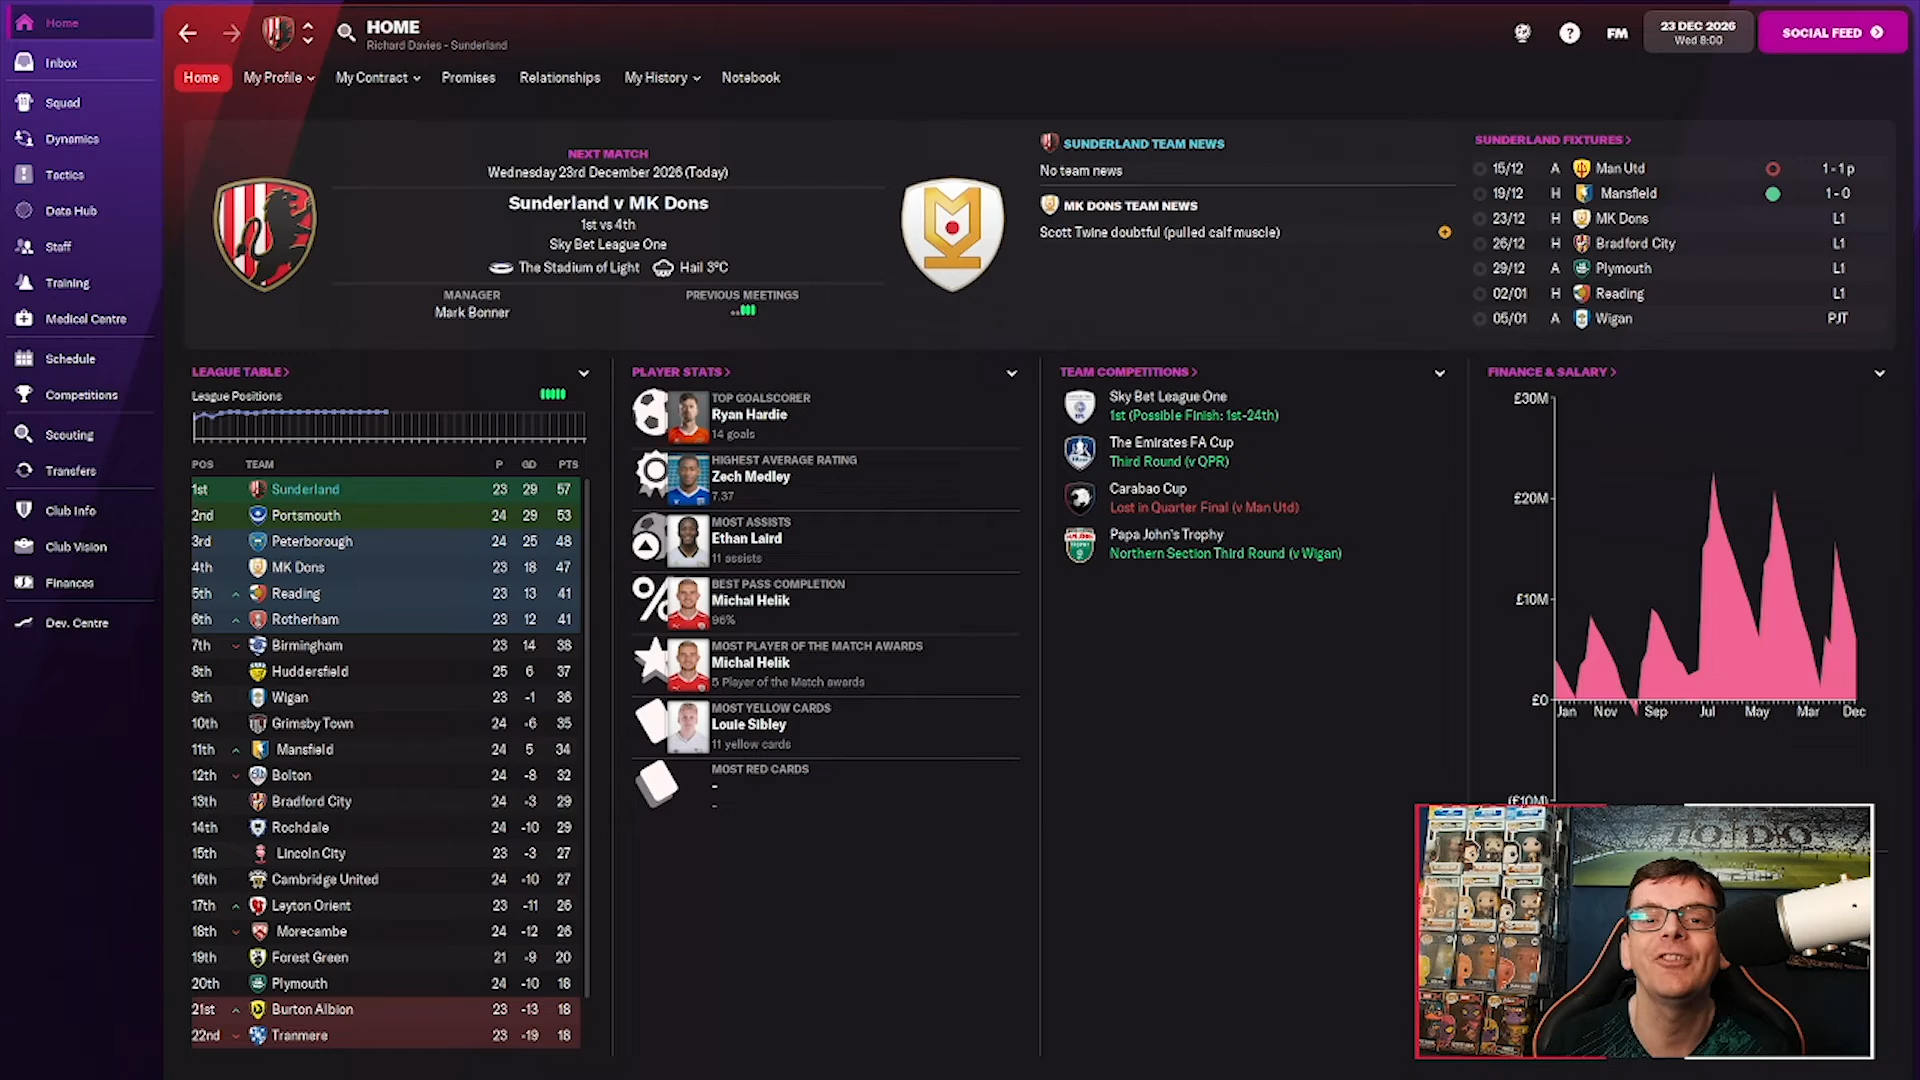 Home
Inbox
Squad
Dynamics
Tactics
Data Hub
Staff
Training
Medical Centre
Schedule
Competitions
Scouting
Transfers
Club Info
Club Vision
Finances
Dev. Centre
HOME
Richard Davies - Sunderland
FM
23 DEC 2026
Wed 8:00
SOCIAL FEED
Home
My Profile
My Contract
Promises
Relationships
My History
Notebook
NEXT MATCH
Wednesday 23rd December 2026 (Today)
Sunderland v MK Dons
1st vs 4th
Sky Bet League One
The Stadium of Light
Hail 3°C
MANAGER
Mark Bonner
PREVIOUS MEETINGS
SUNDERLAND TEAM NEWS
No team news
MK DONS TEAM NEWS
Scott Twine doubtful (pulled calf muscle)
SUNDERLAND FIXTURES >
15/12 A Man Utd 1 - 1 p
19/12 H Mansfield 1 - 0
23/12 H MK Dons L1
26/12 H Bradford City L1
29/12 A Plymouth L1
02/01 H Reading L1
05/01 A Wigan PJT
LEAGUE TABLE >
League Positions
POS TEAM P GD PTS
1st Sunderland 23 29 57
2nd Portsmouth 24 29 53
3rd Peterborough 24 25 48
4th MK Dons 23 18 47
5th Reading 23 13 41
6th Rotherham 23 12 41
7th Birmingham 23 14 38
8th Huddersfield 25 6 37
9th Wigan 23 -1 36
10th Grimsby Town 24 -6 35
11th Mansfield 24 5 34
12th Bolton 24 -8 32
13th Bradford City 24 -3 29
14th Rochdale 24 -10 29
15th Lincoln City 23 -3 27
16th Cambridge United 24 -10 27
17th Leyton Orient 23 -11 26
18th Morecambe 24 -12 26
19th Forest Green 21 -9 20
20th Plymouth 24 -10 18
21st Burton Albion 23 -13 18
22nd Tranmere 23 -19 18
PLAYER STATS >
TOP GOALSCORER
Ryan Hardie
14 goals
HIGHEST AVERAGE RATING
Zech Medley
7.37
MOST ASSISTS
Ethan Laird
11 assists
BEST PASS COMPLETION
Michal Helik
96%
MOST PLAYER OF THE MATCH AWARDS
Michal Helik
5 Player of the Match awards
MOST YELLOW CARDS
Louie Sibley
11 yellow cards
MOST RED CARDS
-
-
TEAM COMPETITIONS >
Sky Bet League One
1st (Possible Finish: 1st-24th)
The Emirates FA Cup
Third Round (v QPR)
Carabao Cup
Lost in Quarter Final (v Man Utd)
Papa John's Trophy
Northern Section Third Round (v Wigan)
FINANCE & SALARY >
£30M
£20M
£10M
£0
(£10M)
Jan Nov Sep Jul May Mar Dec